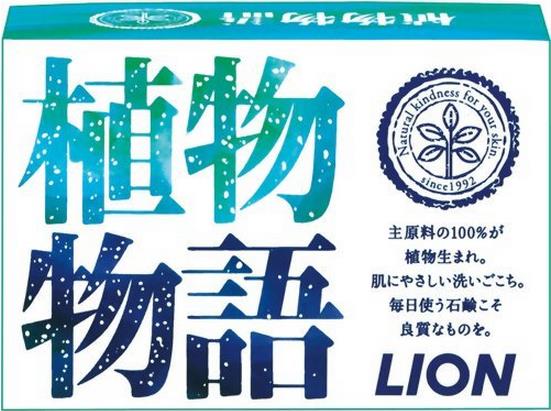 植物物語
植物
物語
Natural kindness for your skin.
since1992
主原料の100%が
植物生まれ。
肌にやさしい洗いごこち。
毎日使う石鹸こそ
良質なものを。
LION